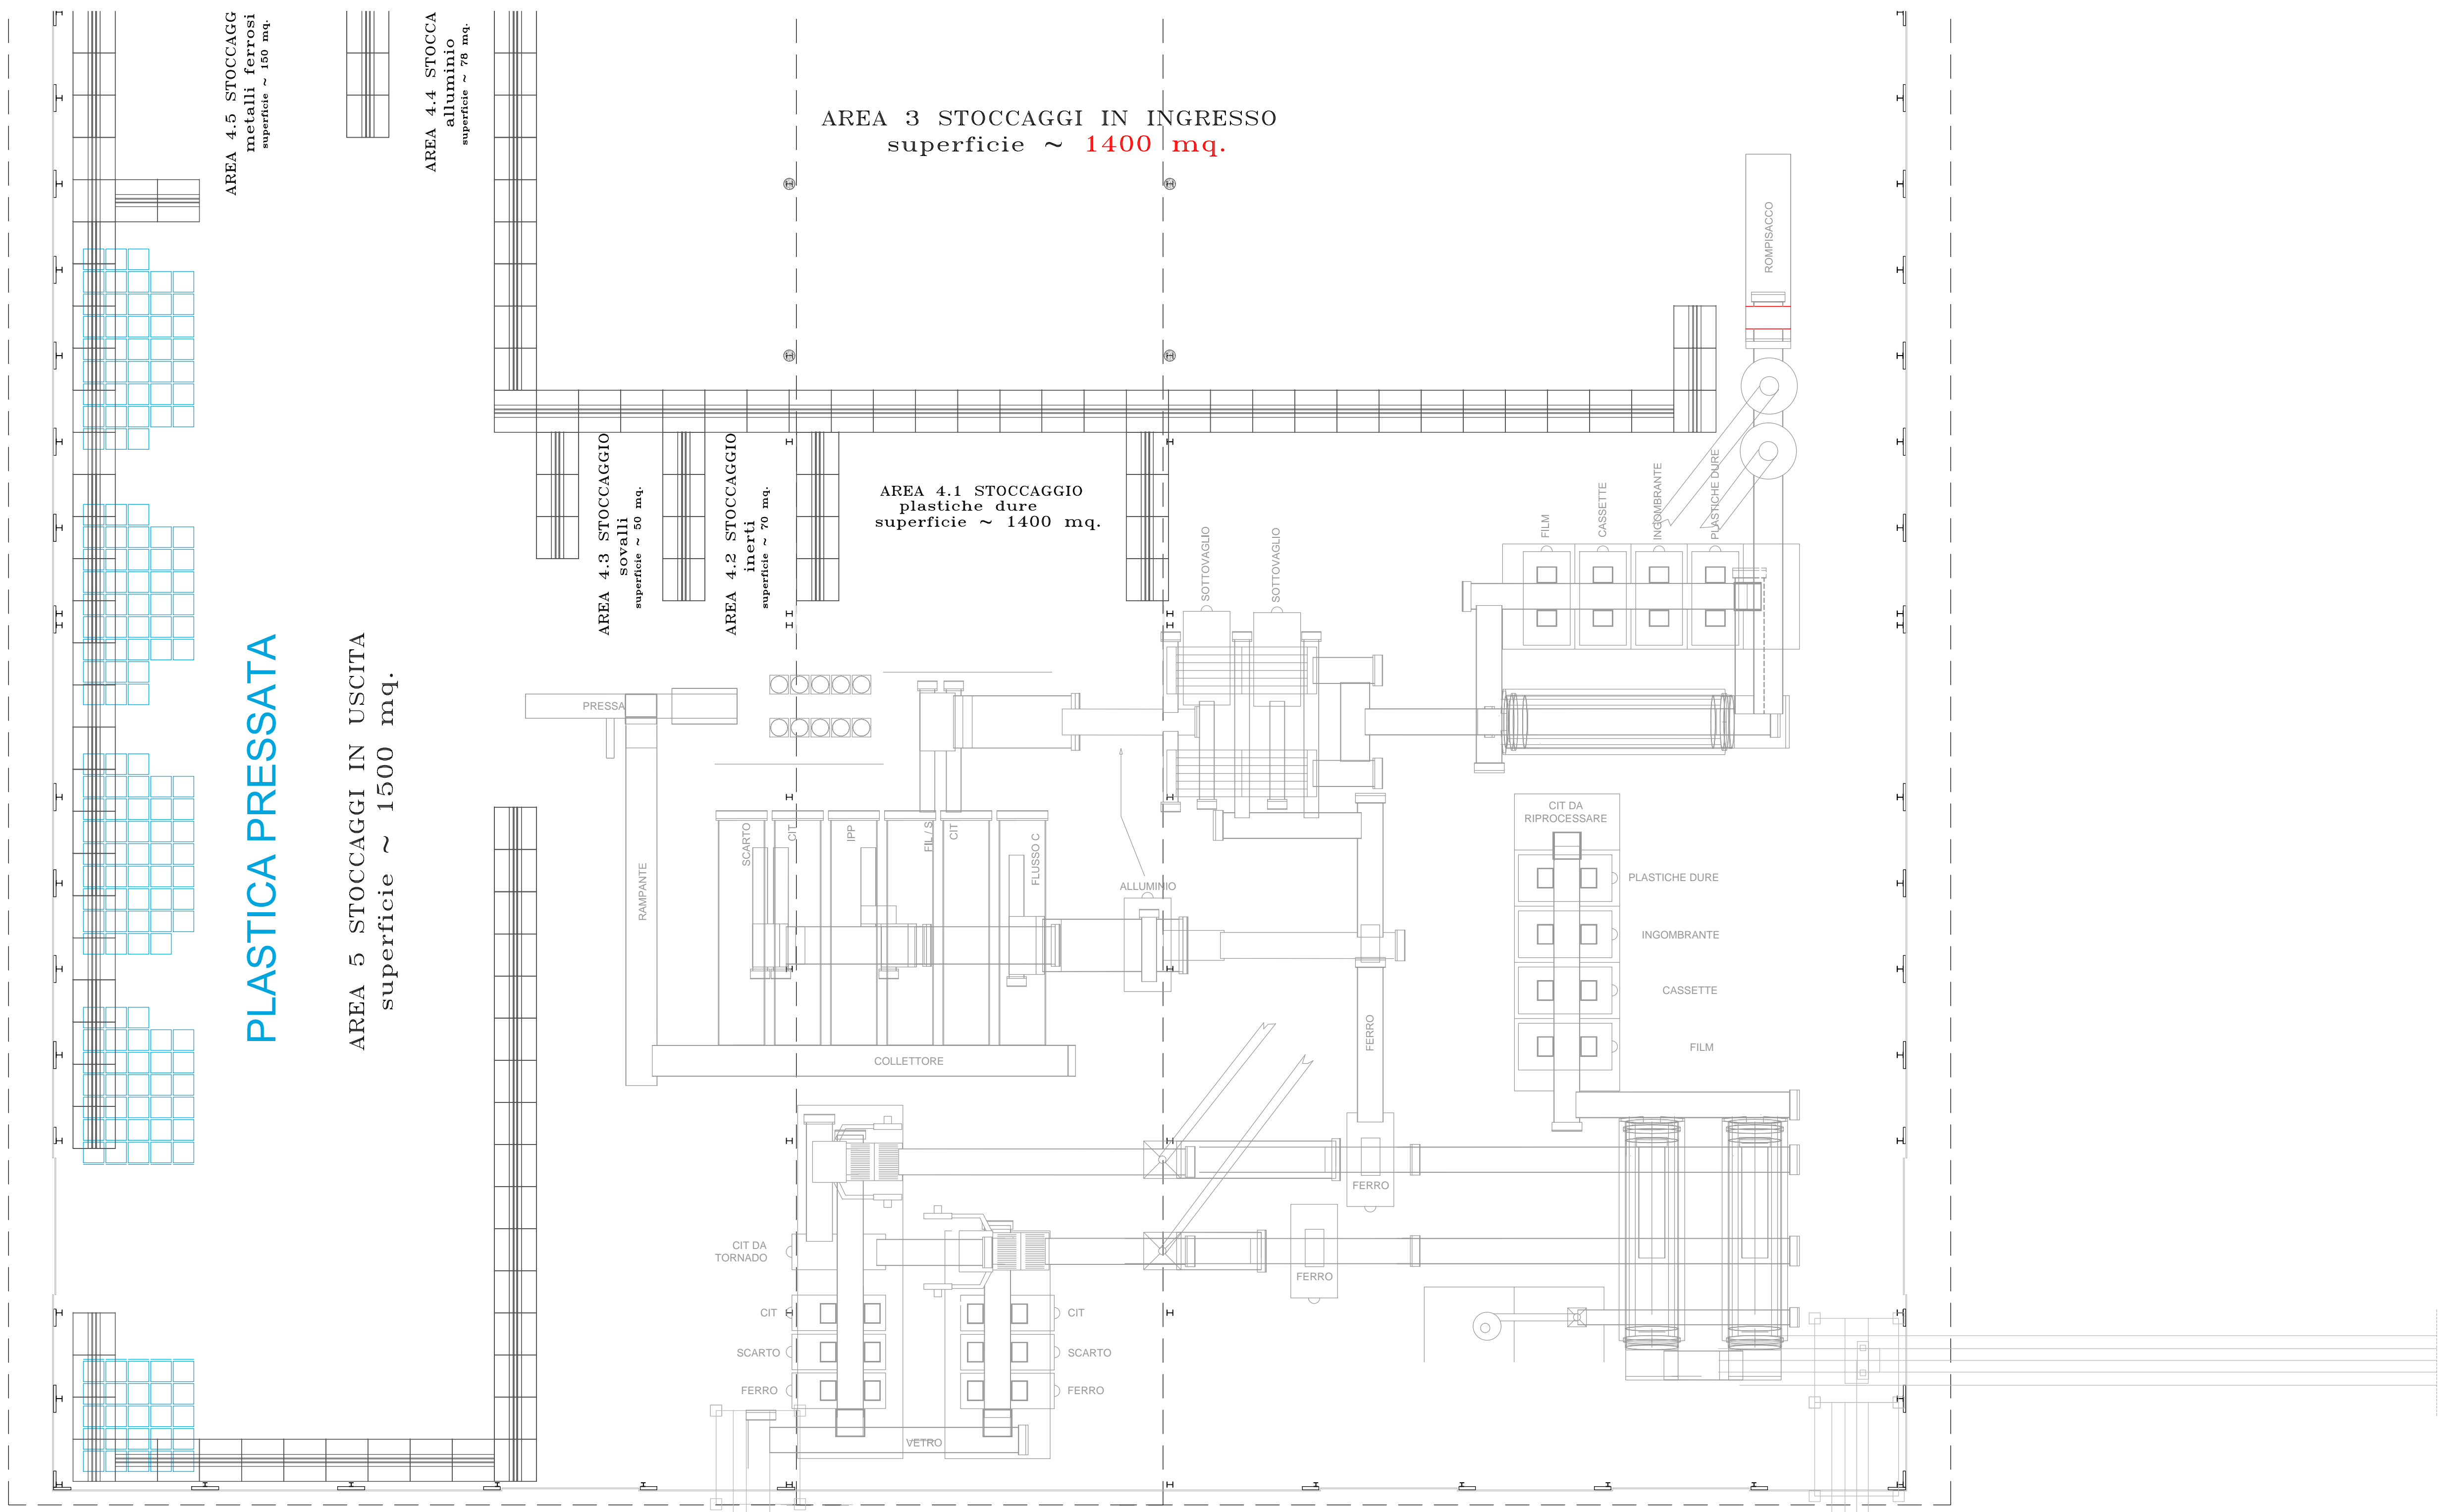 AREA 4.5 STOCCAGG
metalli ferrosi
superficie ~ 150 mq.
AREA 4.4 STOCCA
alluminio
superficie ~ 78 mq.
AREA 3 STOCCAGGI IN INGRESSO
superficie ~ 1400 mq.
ROMPISACCO
AREA 4.3 STOCCAGGIO
sovalli
superficie ~ 50 mq.
AREA 4.2 STOCCAGGIO
inerti
superficie ~ 70 mq.
AREA 4.1 STOCCAGGIO
plastiche dure
superficie ~ 1400 mq.
SOTTOVAGLIO
SOTTOVAGLIO
FILM
CASSETTE
INGOMBRANTE
PLASTICHE DURE
PLASTICA PRESSATA
AREA 5 STOCCAGGI IN USCITA
superficie ~ 1500 mq.
PRESSA
RAMPANTE
SCARTO
CIT
IPP
FIL / S
CIT
FLUSSO C
ALLUMINIO
CIT DA
RIPROCESSARE
PLASTICHE DURE
INGOMBRANTE
CASSETTE
FILM
FERRO
COLLETTORE
FERRO
CIT DA
TORNADO
FERRO
CIT
CIT
SCARTO
SCARTO
FERRO
FERRO
VETRO